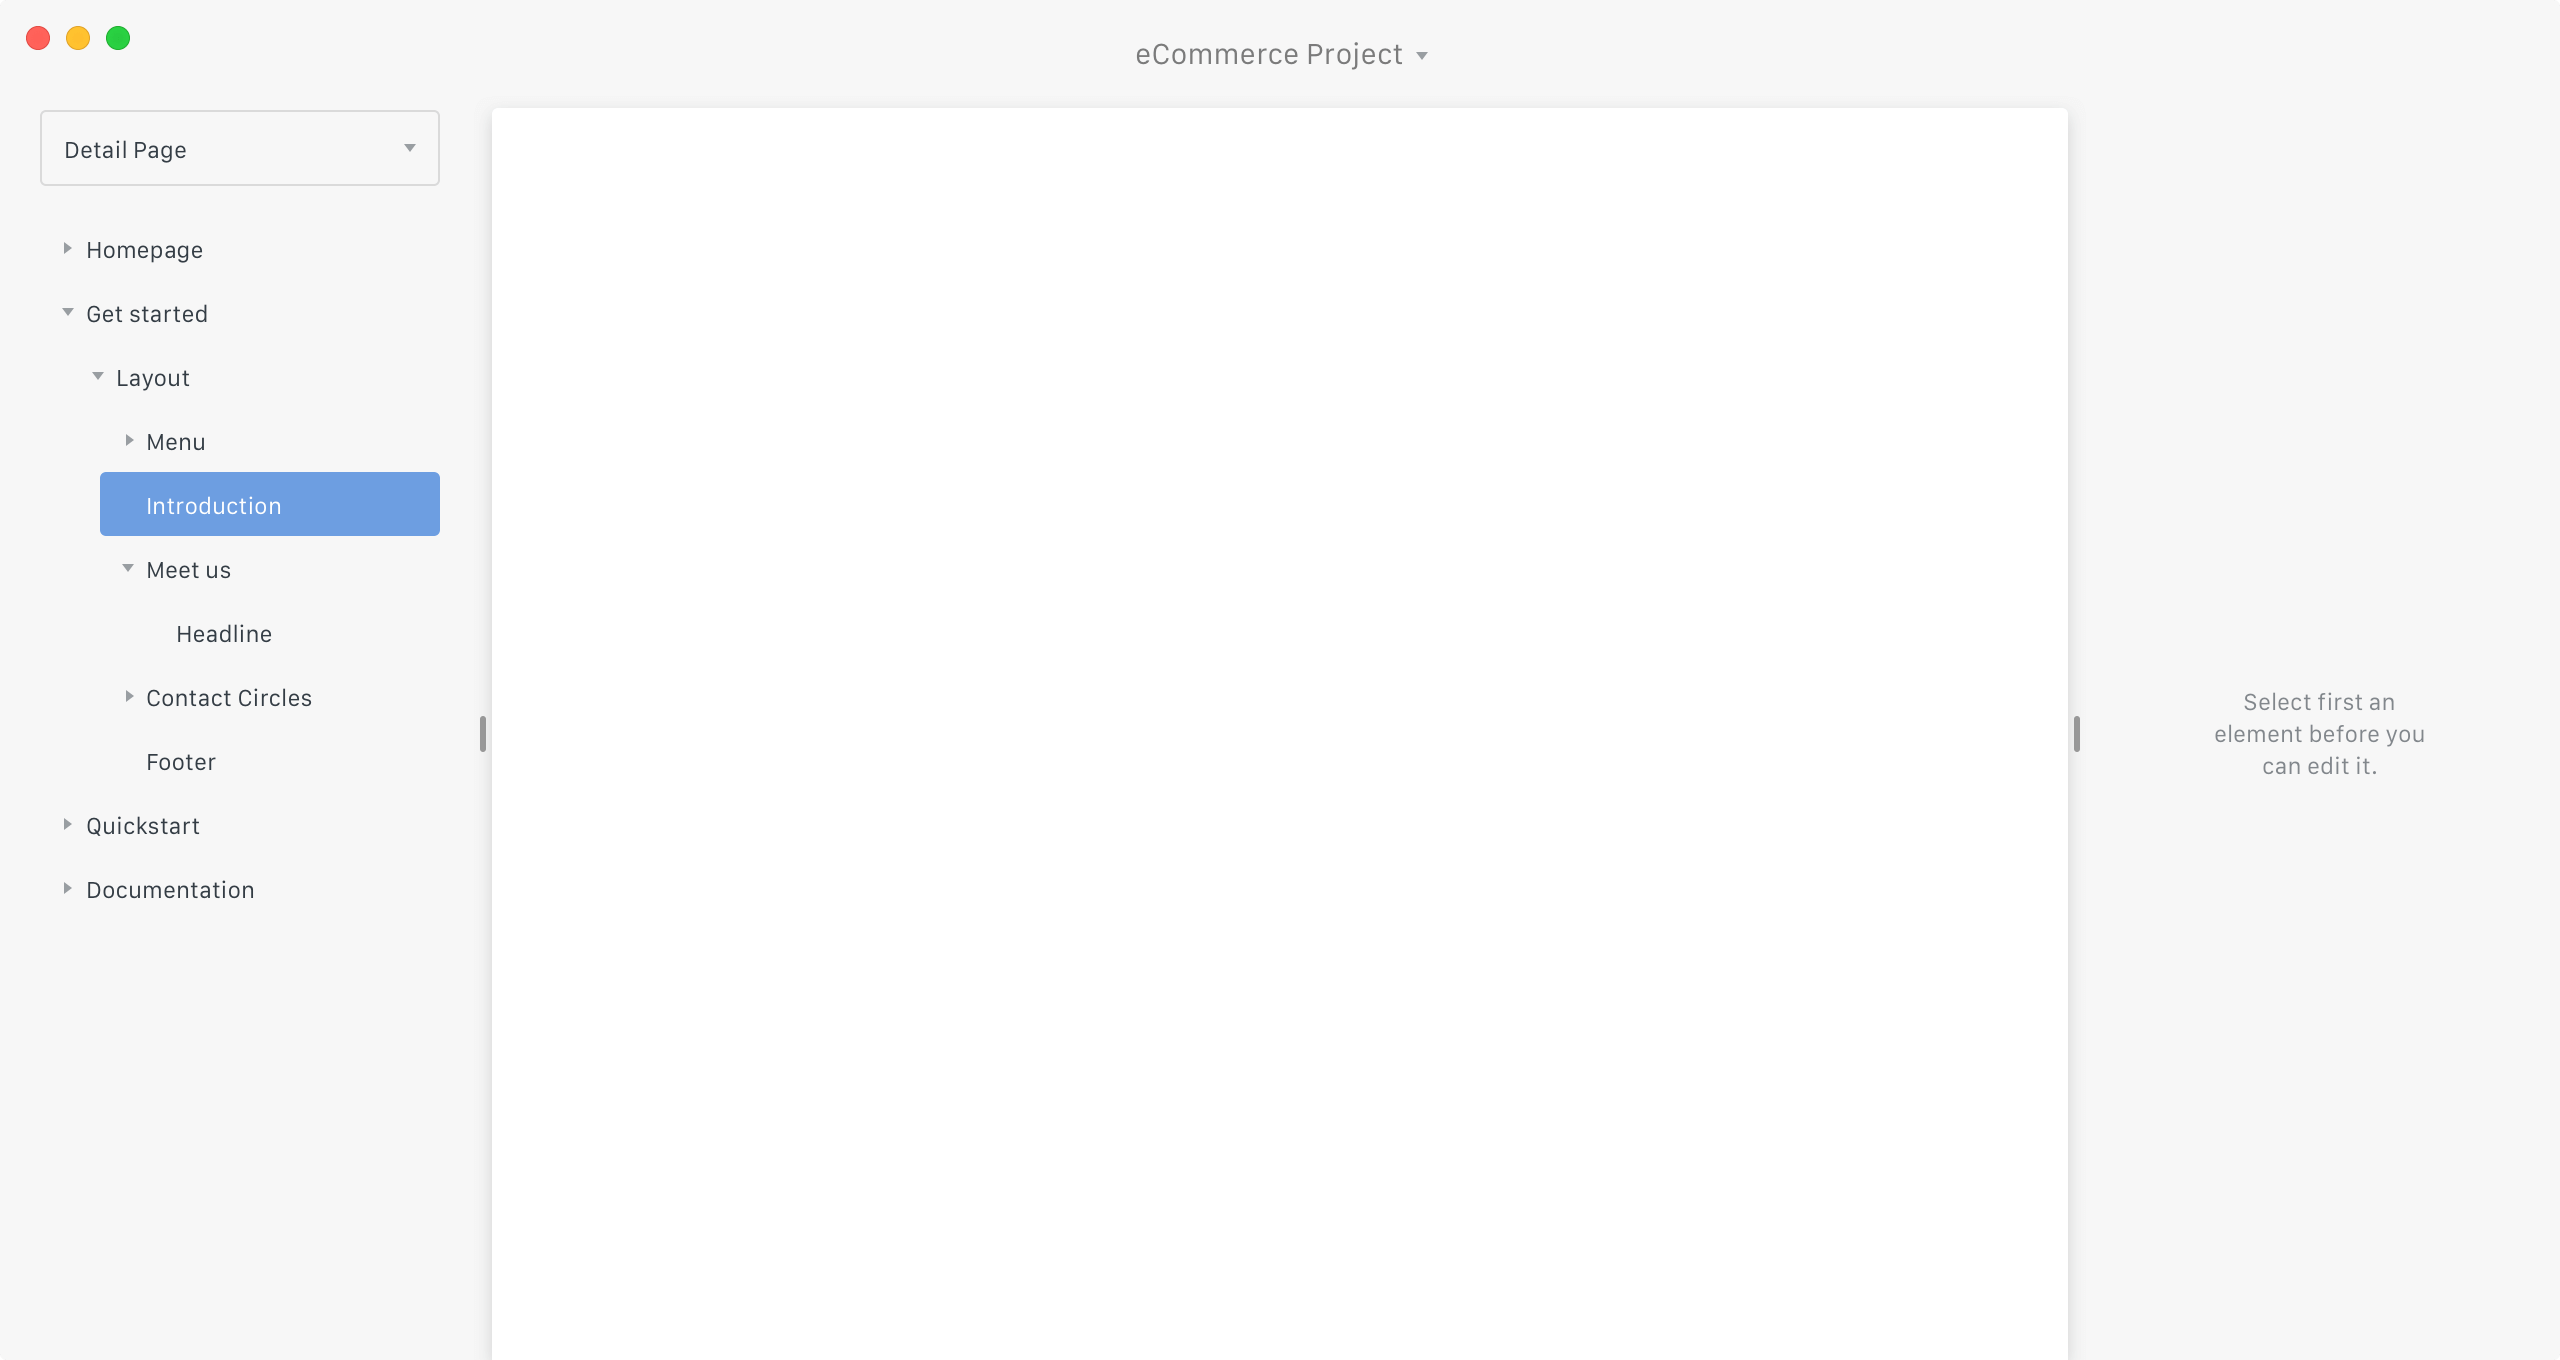 eCommerce Project
Detail Page
Homepage
Get started
Layout
Menu
Introduction
Meet us
Headline
Contact Circles
Footer
Quickstart
Documentation
Select first an
element before you
can edit it.